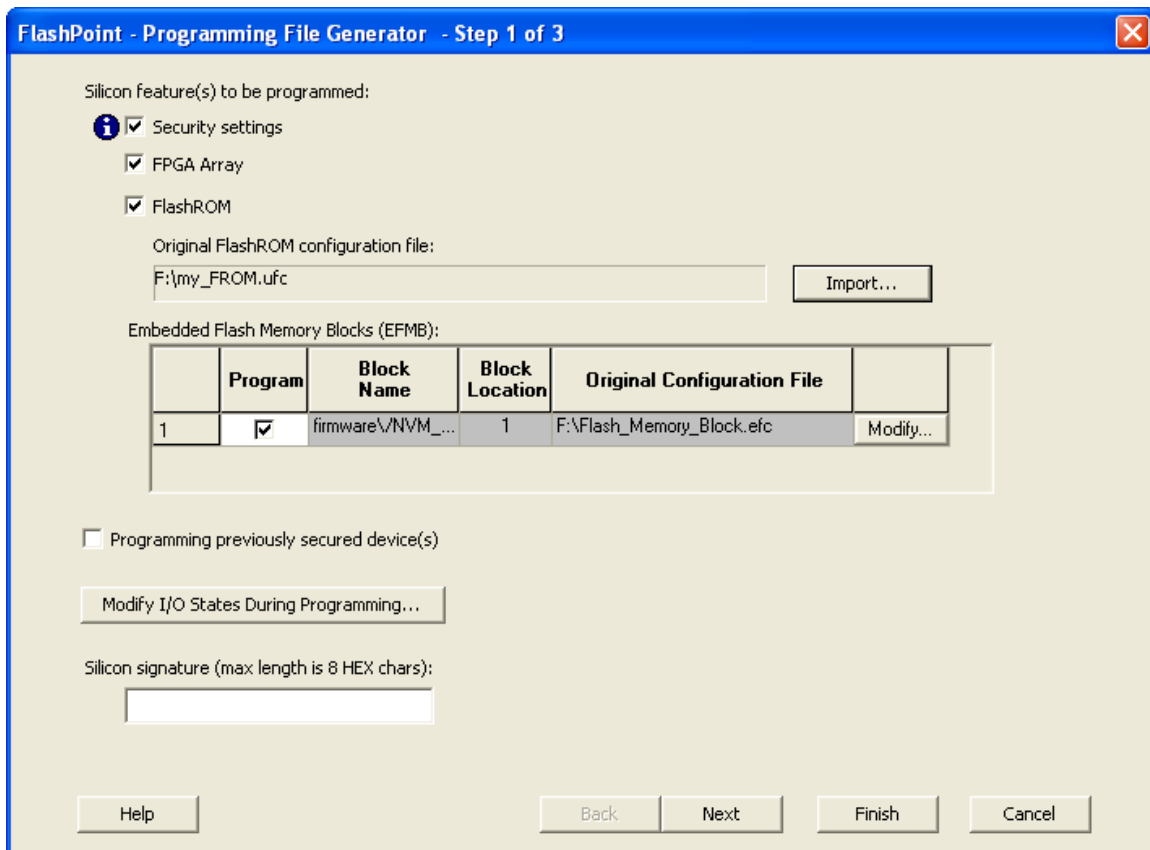 FlashPoint - Programming File Generator - Step 1 of 3
Silicon feature(s) to be programmed:
Security settings
FPGA Array
FlashROM
Original FlashROM configuration file:
F:\my_FROM.ufc
Import...
Embedded Flash Memory Blocks (EFMB):
Program Block Name Block Location Original Configuration File
1 firmware\/NVM_... 1 F:\Flash_Memory_Block.efc Modify...
Programming previously secured device(s)
Modify I/O States During Programming...
Silicon signature (max length is 8 HEX chars):
Help Back Next Finish Cancel